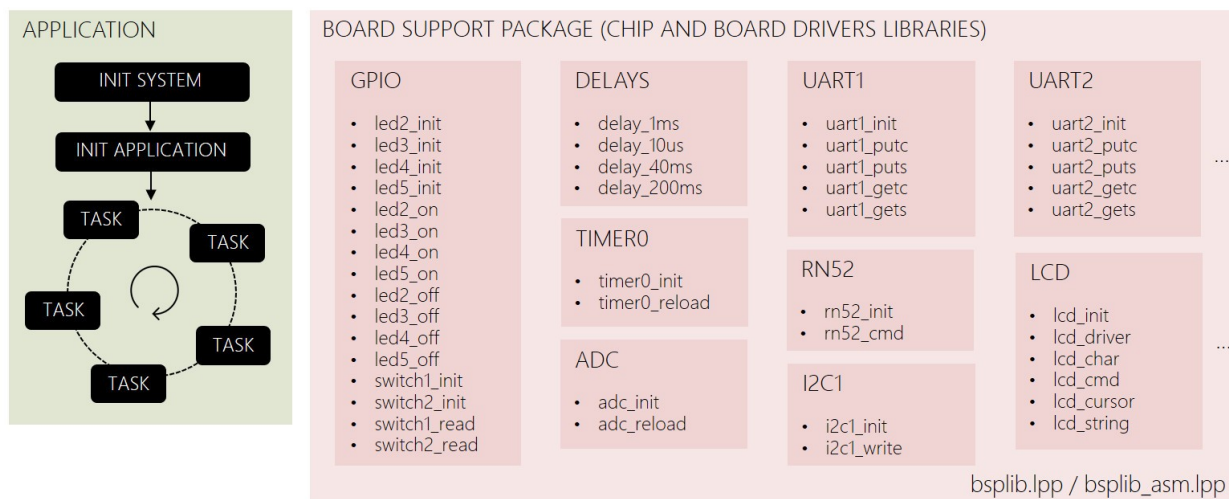 APPLICATION
INIT SYSTEM
INIT APPLICATION
TASK
TASK
TASK
TASK
TASK
BOARD SUPPORT PACKAGE (CHIP AND BOARD DRIVERS LIBRARIES)
GPIO
• led2_init
• led3_init
• led4_init
• led5_init
• led2_on
• led3_on
• led4_on
• led5_on
• led2_off
• led3_off
• led4_off
• led5_off
• switch1_init
• switch2_init
• switch1_read
• switch2_read
DELAYS
• delay_1ms
• delay_10us
• delay_40ms
• delay_200ms
TIMER0
• timer0_init
• timer0_reload
ADC
• adc_init
• adc_reload
UART1
• uart1_init
• uart1_putc
• uart1_puts
• uart1_getc
• uart1_gets
RN52
• rn52_init
• rn52_cmd
I2C1
• i2c1_init
• i2c1_write
UART2
• uart2_init
• uart2_putc
• uart2_puts
• uart2_getc
• uart2_gets
LCD
• lcd_init
• lcd_driver
• lcd_char
• lcd_cmd
• lcd_cursor
• lcd_string
...
...
bsplib.lpp / bsplib_asm.lpp